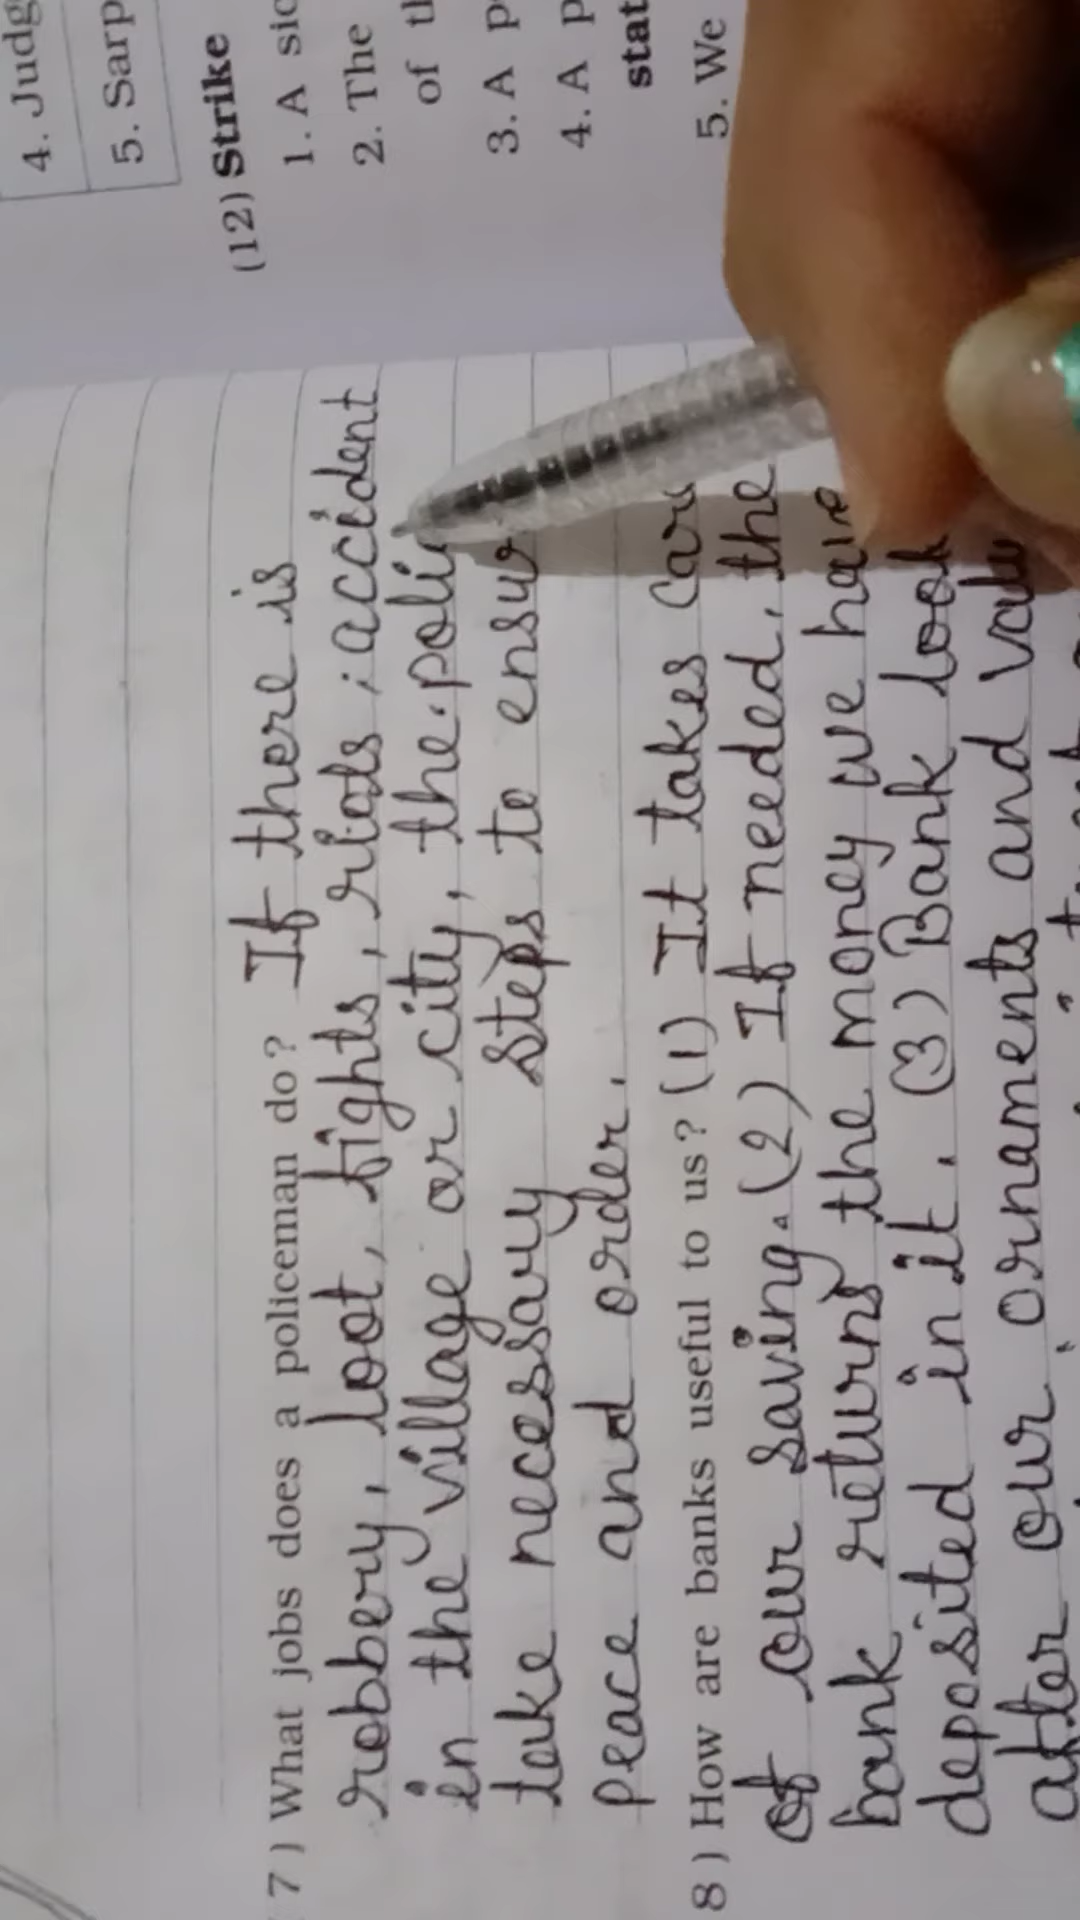 7) What jobs does a policeman do? If there is
robbery, loot, fights, riots; accident
in the village or city, the
take necessary steps to
peace and order.
8) How are banks useful to us? (1) It takes
of our saving. (2) If needed, the
bank returns the money we have
deposited in it. (3) Bank
after our ornaments and
4. Judg
5. Sarp
(12) Strike
1. A sic
2. The
of t
3. A p
4. A p
stat
5. We